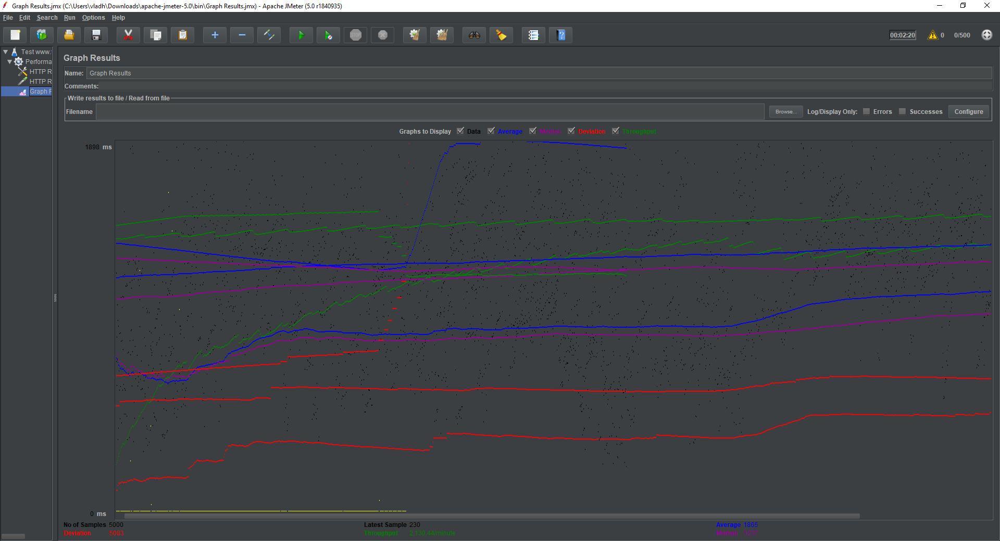 Graph Results.jmx (C:\Users\vladh\Downloads\apache-jmeter-5.0\bin\Graph Results.jmx) - Apache JMeter (5.0 r1840935)
File Edit Search Run Options Help
STOP
00:02:20 0 0/500
Test www.
Performa
HTTP R
HTTP R
Graph R
Graph Results
Name: Graph Results
Comments:
Write results to file / Read from file
Filename Browse... Log/Display Only: Errors Successes Configure
Graphs to Display Data Average Median Deviation Throughput
1898 ms
0 ms
No of Samples 5000 Latest Sample 230 Average 1865
Deviation 5083 Throughput 2,130.44/minute Median